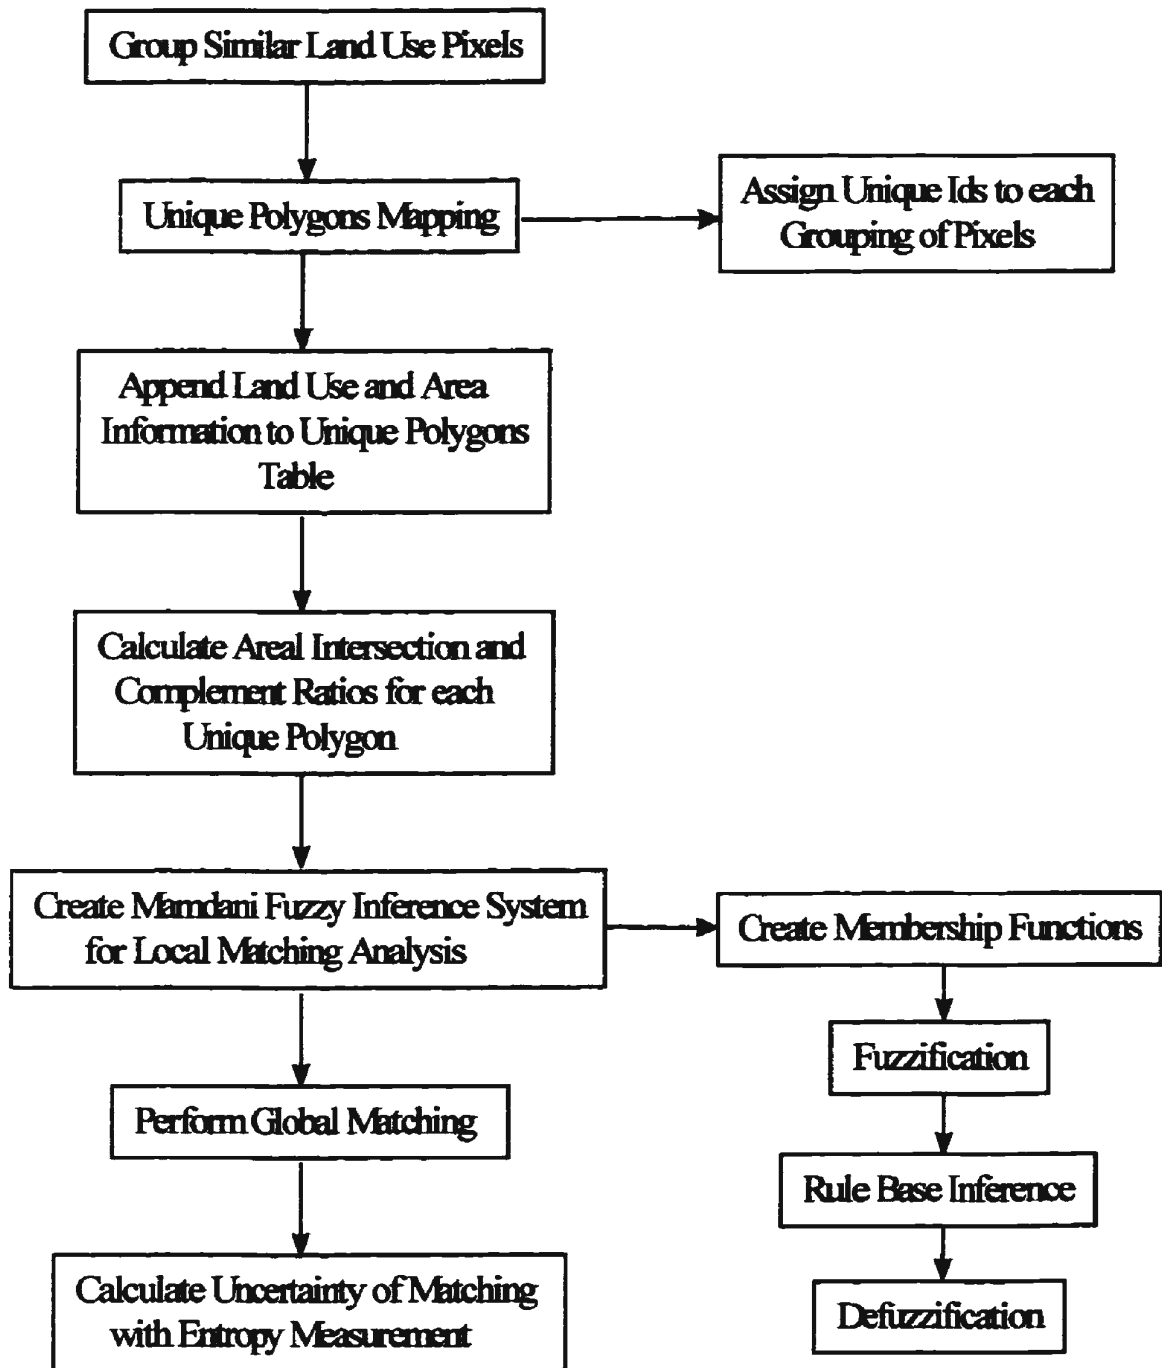 Group Similar Land Use Pixels
Unique Polygons Mapping
Assign Unique Ids to each
Grouping of Pixels
Append Land Use and Area
Information to Unique Polygons
Table
Calculate Areal Intersection and
Complement Ratios for each
Unique Polygon
Create Mamdani Fuzzy Inference System
for Local Matching Analysis
Create Membership Functions
Fuzzification
Perform Global Matching
Rule Base Inference
Calculate Uncertainty of Matching
with Entropy Measurement
Defuzzification